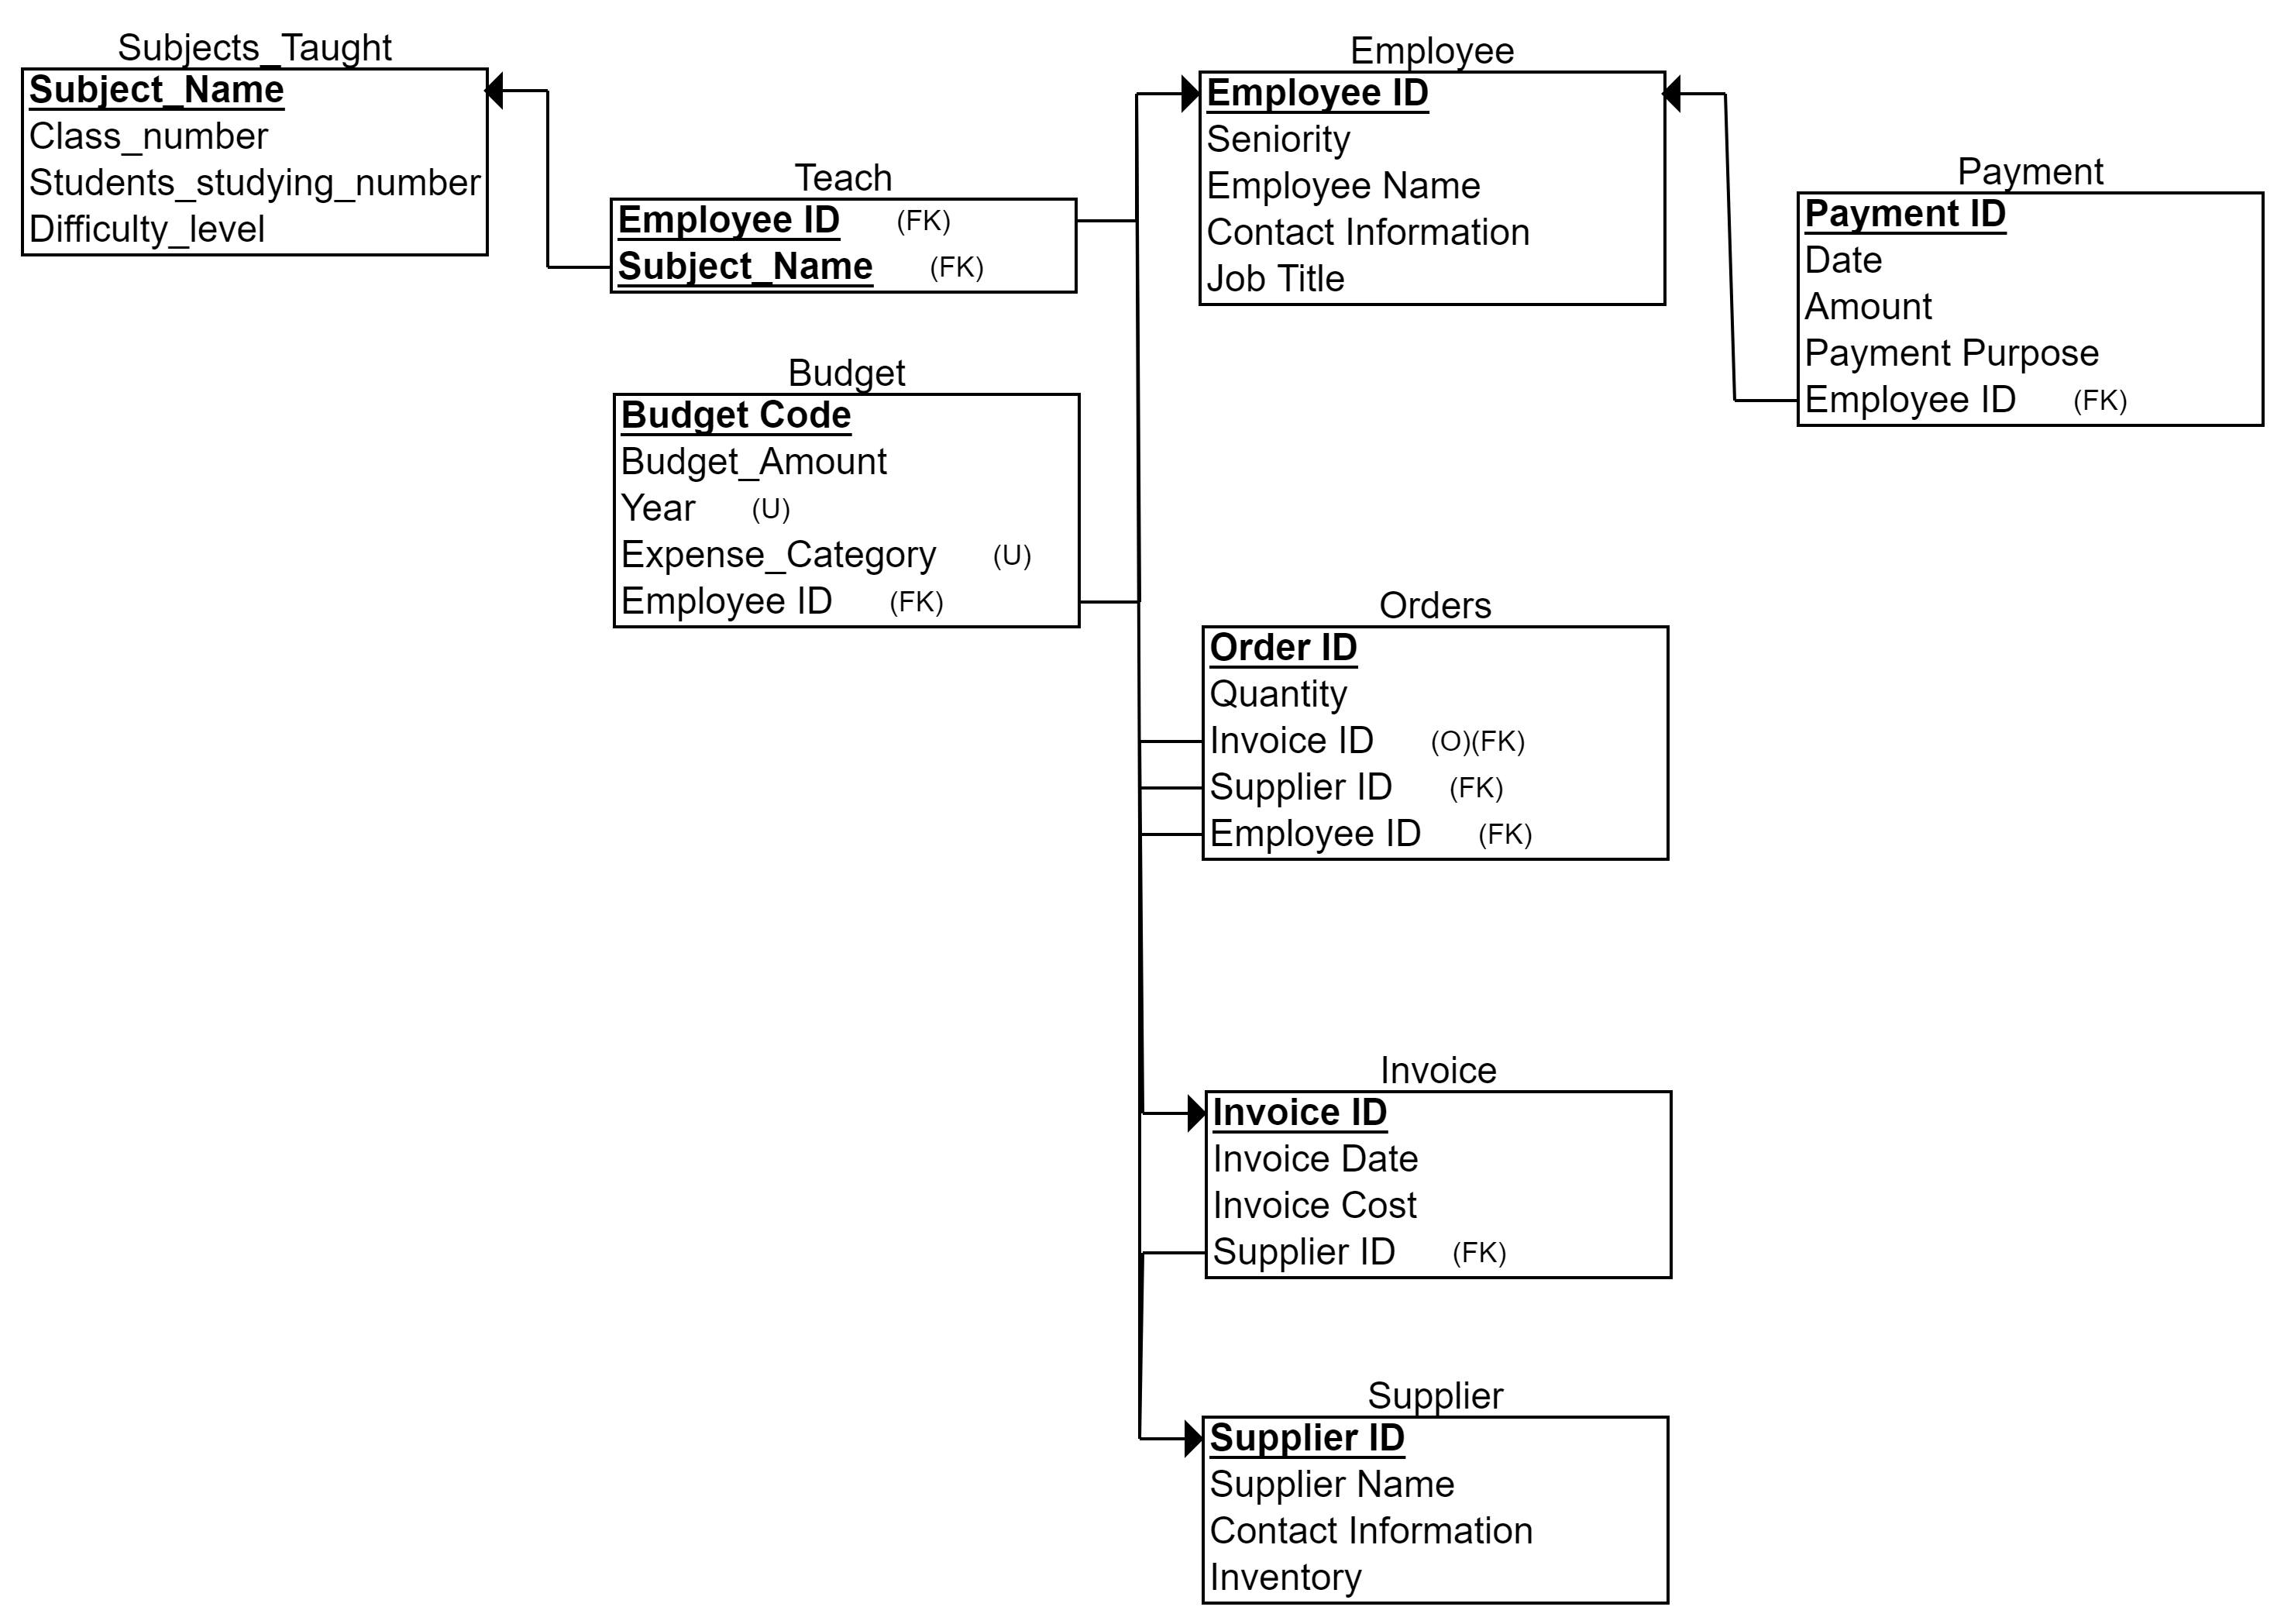 Subjects_Taught
Subject_Name
Class_number
Students_studying_number
Difficulty_level
Teach
Employee ID (FK)
Subject_Name (FK)
Budget
Budget Code
Budget_Amount
Year (U)
Expense_Category (U)
Employee ID (FK)
Employee
Employee ID
Seniority
Employee Name
Contact Information
Job Title
Payment
Payment ID
Date
Amount
Payment Purpose
Employee ID (FK)
Orders
Order ID
Quantity
Invoice ID (O)(FK)
Supplier ID (FK)
Employee ID (FK)
Invoice
Invoice ID
Invoice Date
Invoice Cost
Supplier ID (FK)
Supplier
Supplier ID
Supplier Name
Contact Information
Inventory